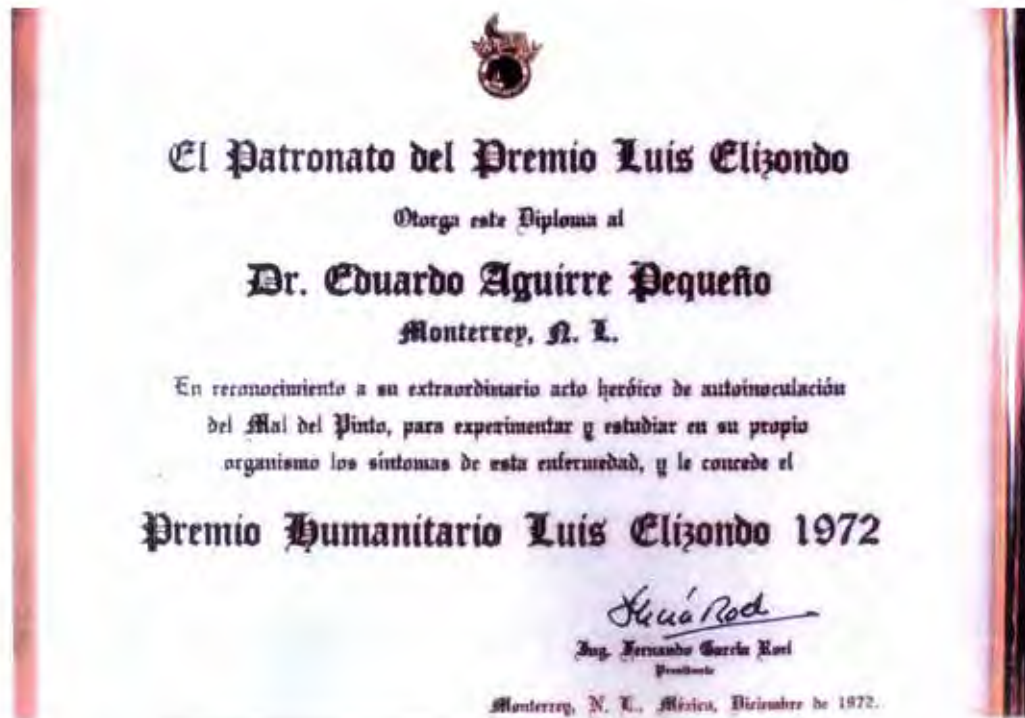 El Patronato del Premio Luis Elizondo
Otorga este Diploma al
Dr. Eduardo Aguirre Pequeño
Monterrey, N. L.
En reconocimiento a su extraordinario acto heróico de autoinoculación
del Mal del Pinto, para experimentar y estudiar en su propio
organismo los síntomas de esta enfermedad, y le concede el
Premio Humanitario Luis Elizondo 1972
Ing. Fernando García Roel
Presidente
Monterrey, N. L., México, Diciembre de 1972.